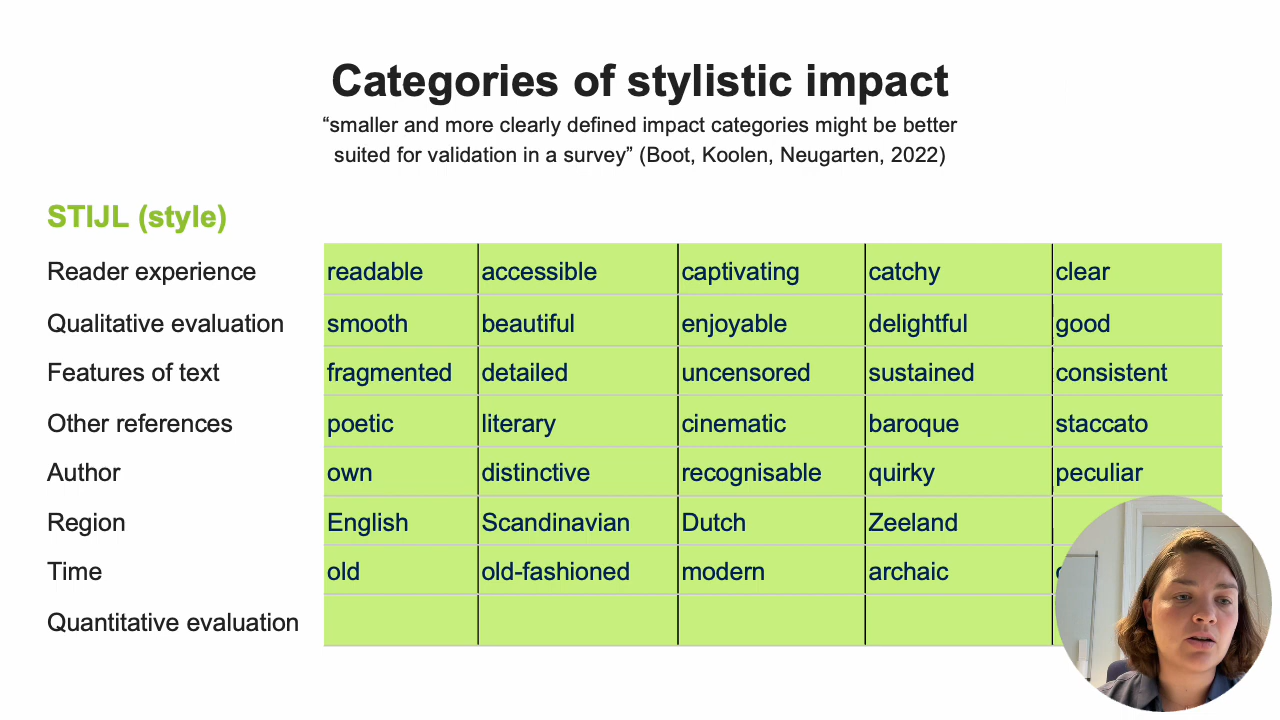 Categories of stylistic impact
“smaller and more clearly defined impact categories might be better
suited for validation in a survey” (Boot, Koolen, Neugarten, 2022)
STIJL (style)
Reader experience readable accessible captivating catchy clear
Qualitative evaluation smooth beautiful enjoyable delightful good
Features of text fragmented detailed uncensored sustained consistent
Other references poetic literary cinematic baroque staccato
Author own distinctive recognisable quirky peculiar
Region English Scandinavian Dutch Zeeland
Time old old-fashioned modern archaic
Quantitative evaluation